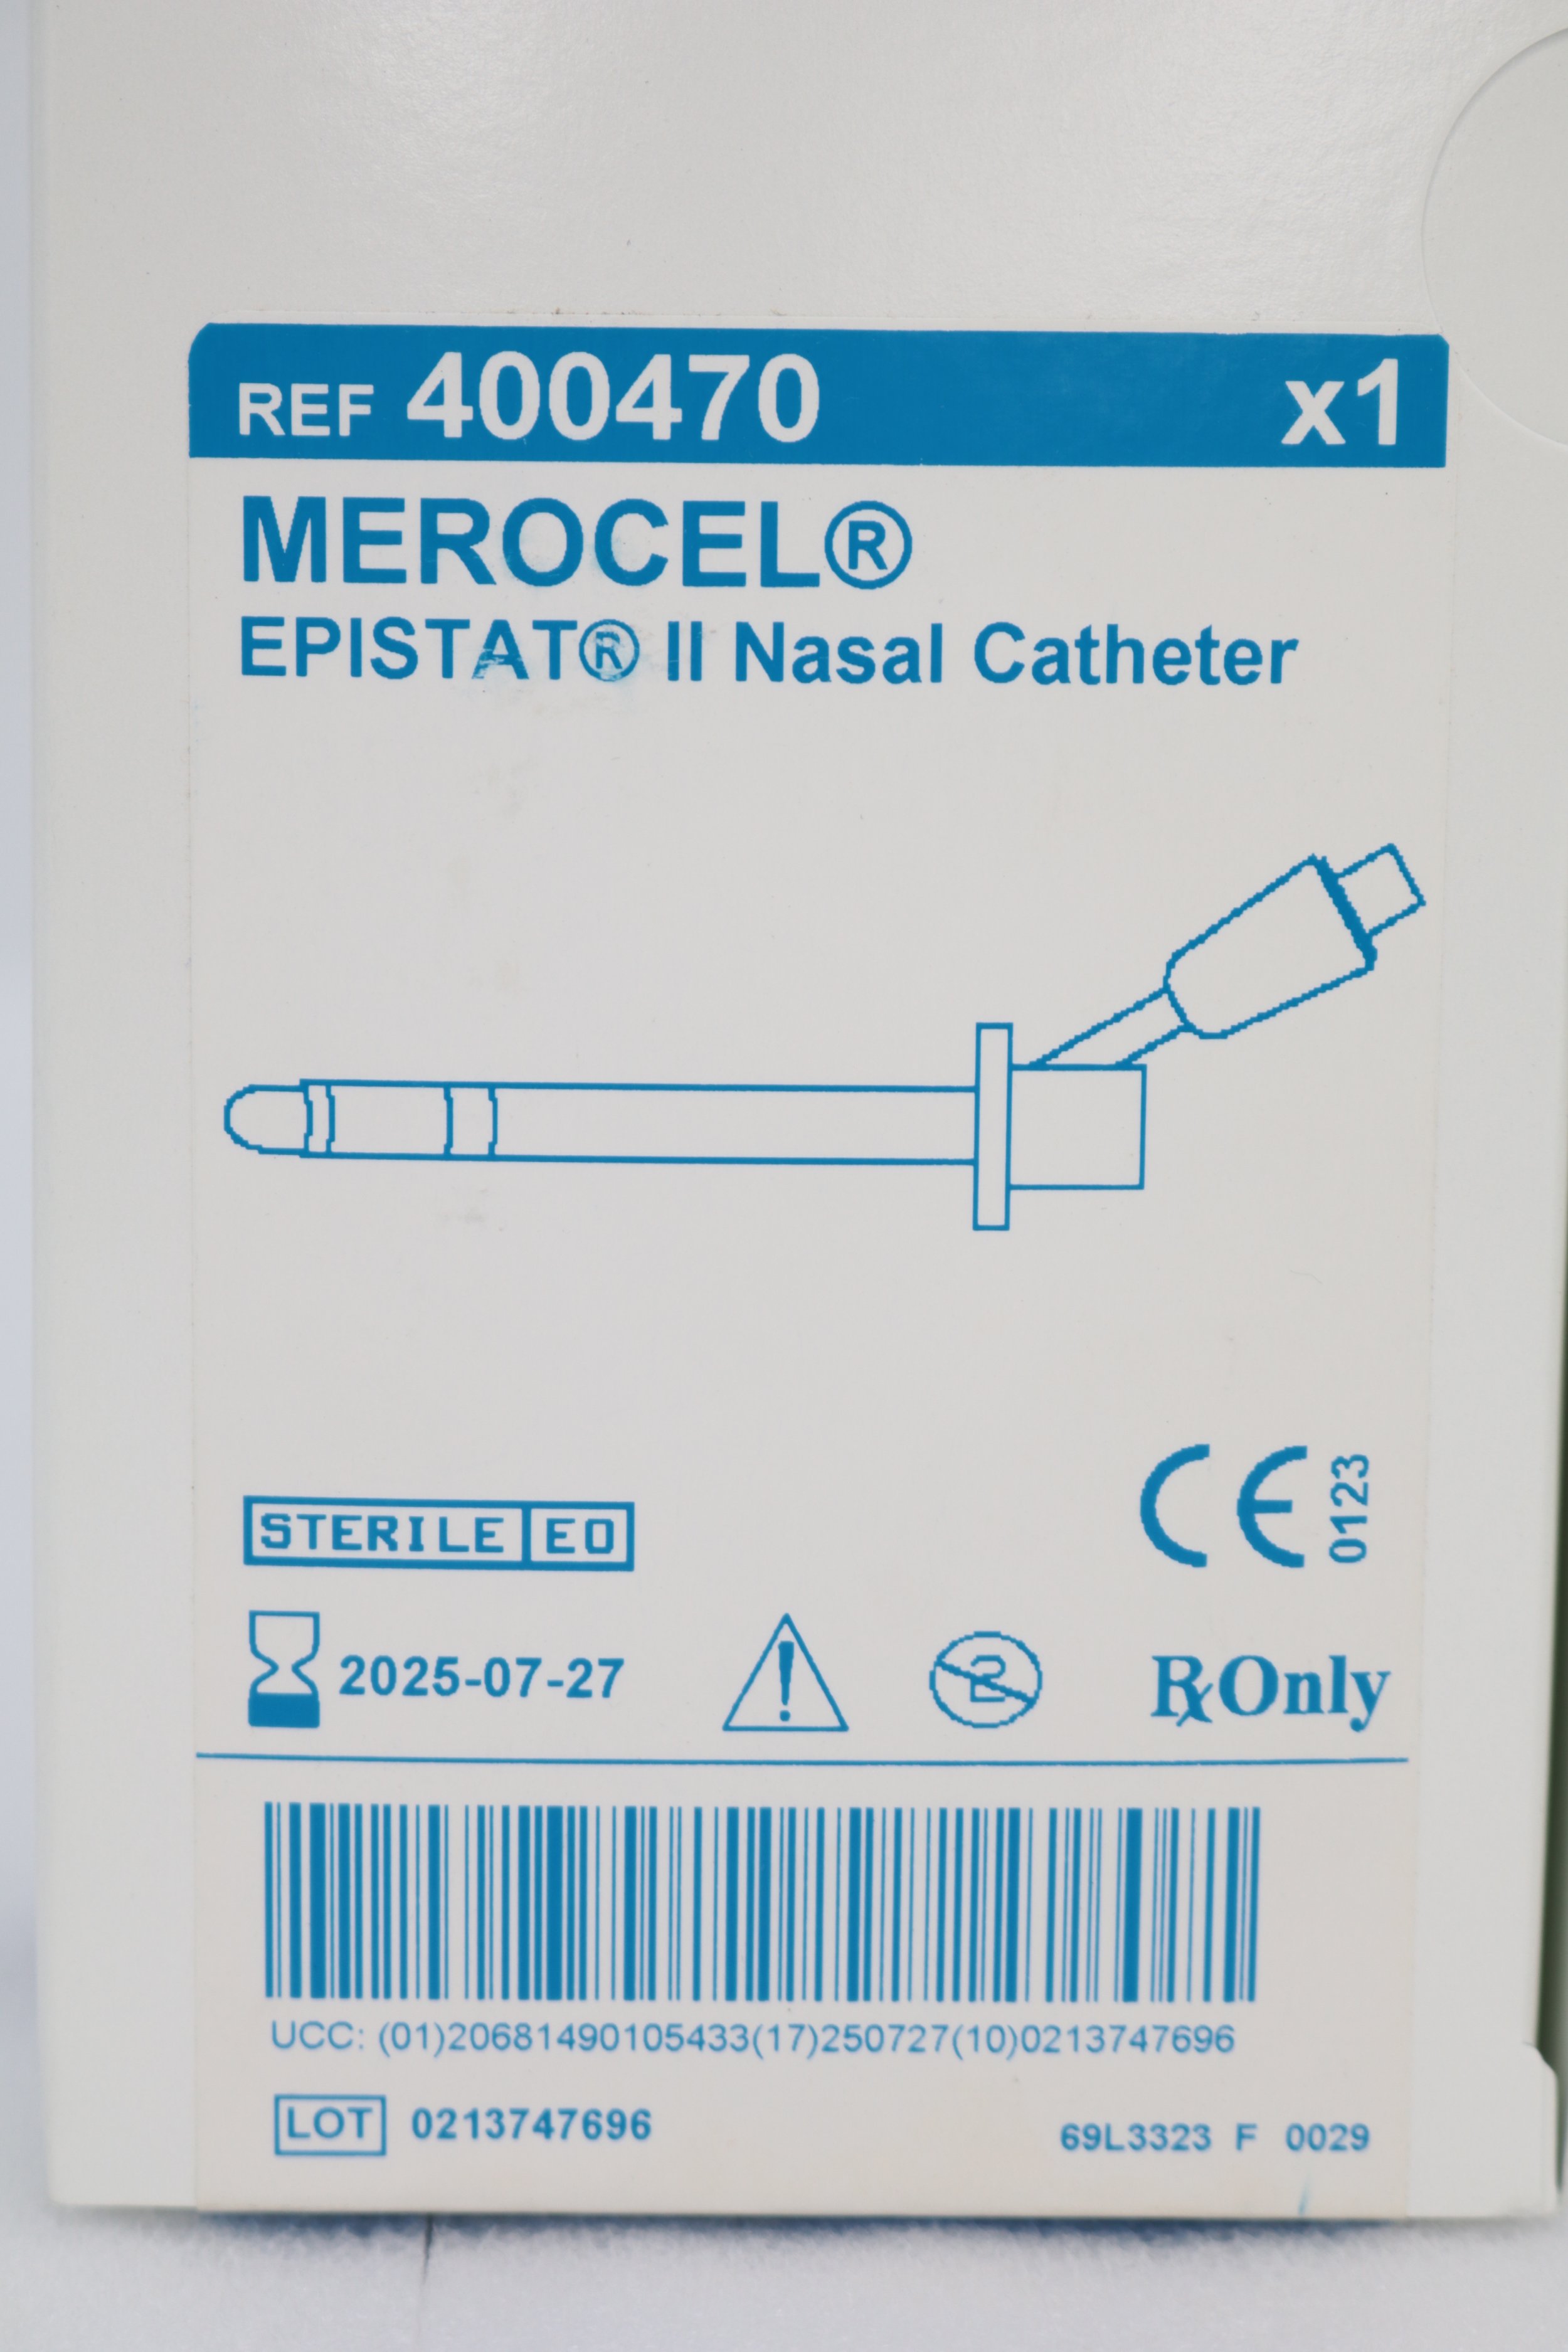 REF 400470 x1
MEROCEL®
EPISTAT® II Nasal Catheter
CE 0123
STERILE EO
2025-07-27 ! 2 RxOnly
UCC: (01)20681490105433(17)250727(10)0213747696
LOT 0213747696 69L3323 F 0029